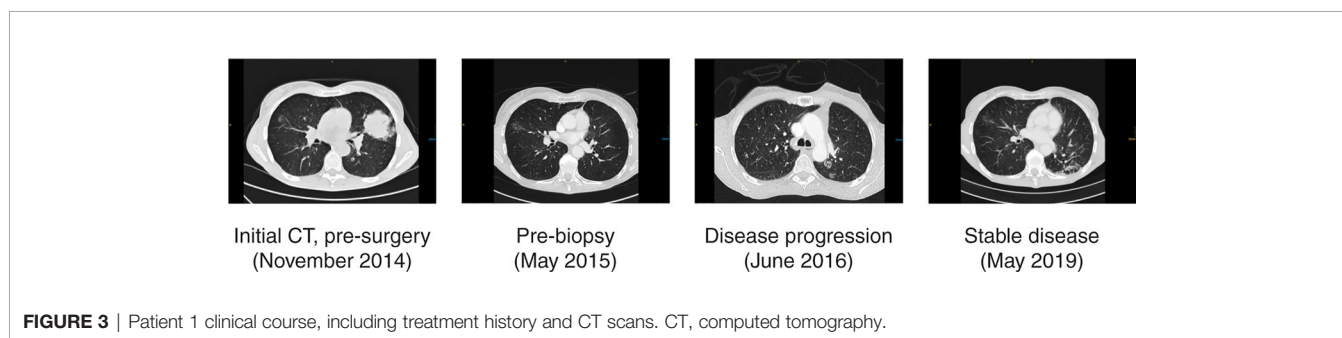 Initial CT, pre-surgery
(November 2014)
Pre-biopsy
(May 2015)
Disease progression
(June 2016)
Stable disease
(May 2019)
FIGURE 3 | Patient 1 clinical course, including treatment history and CT scans. CT, computed tomography.